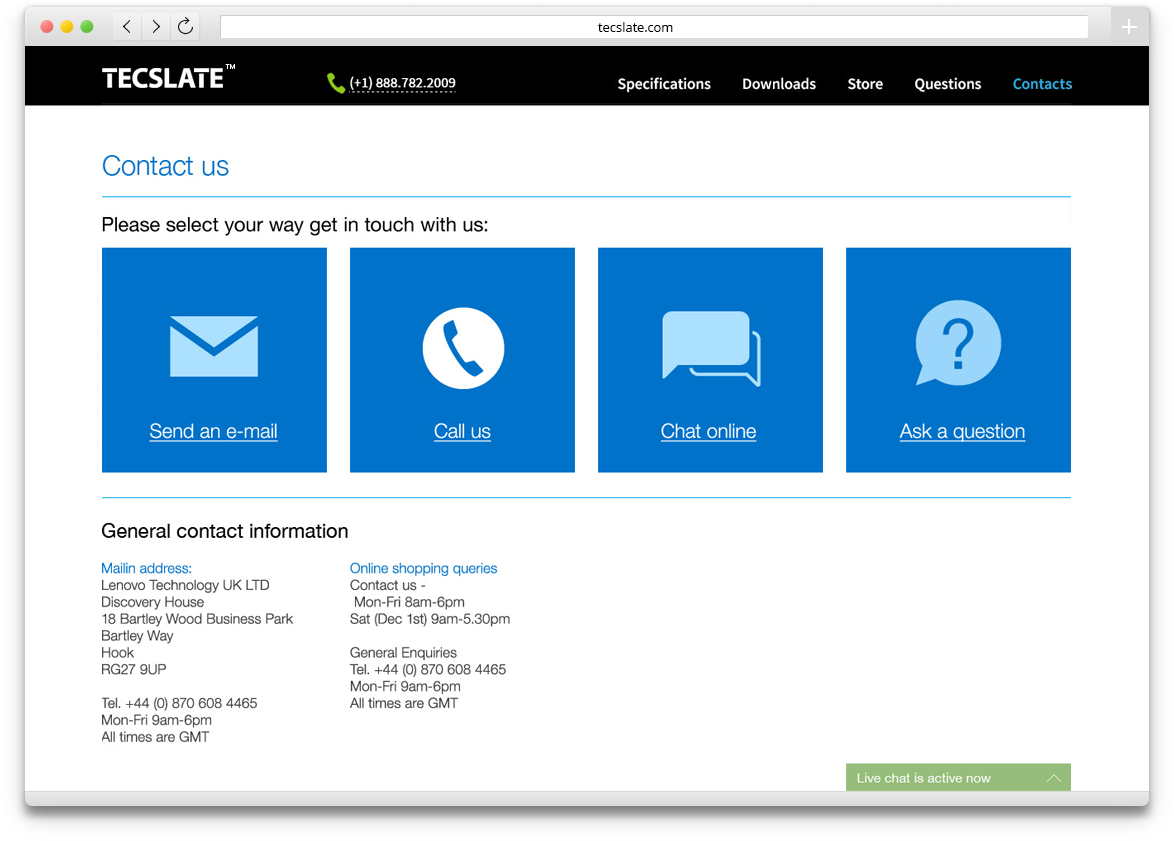 tecslate.com
TECSLATE™
(+1) 888.782.2009
Specifications
Downloads
Store
Questions
Contacts
Contact us
Please select your way get in touch with us:
Send an e-mail
Call us
Chat online
?
Ask a question
General contact information
Mailin address:
Lenovo Technology UK LTD
Discovery House
18 Bartley Wood Business Park
Bartley Way
Hook
RG27 9UP
Tel. +44 (0) 870 608 4465
Mon-Fri 9am-6pm
All times are GMT
Online shopping queries
Contact us -
Mon-Fri 8am-6pm
Sat (Dec 1st) 9am-5.30pm
General Enquiries
Tel. +44 (0) 870 608 4465
Mon-Fri 9am-6pm
All times are GMT
Live chat is active now